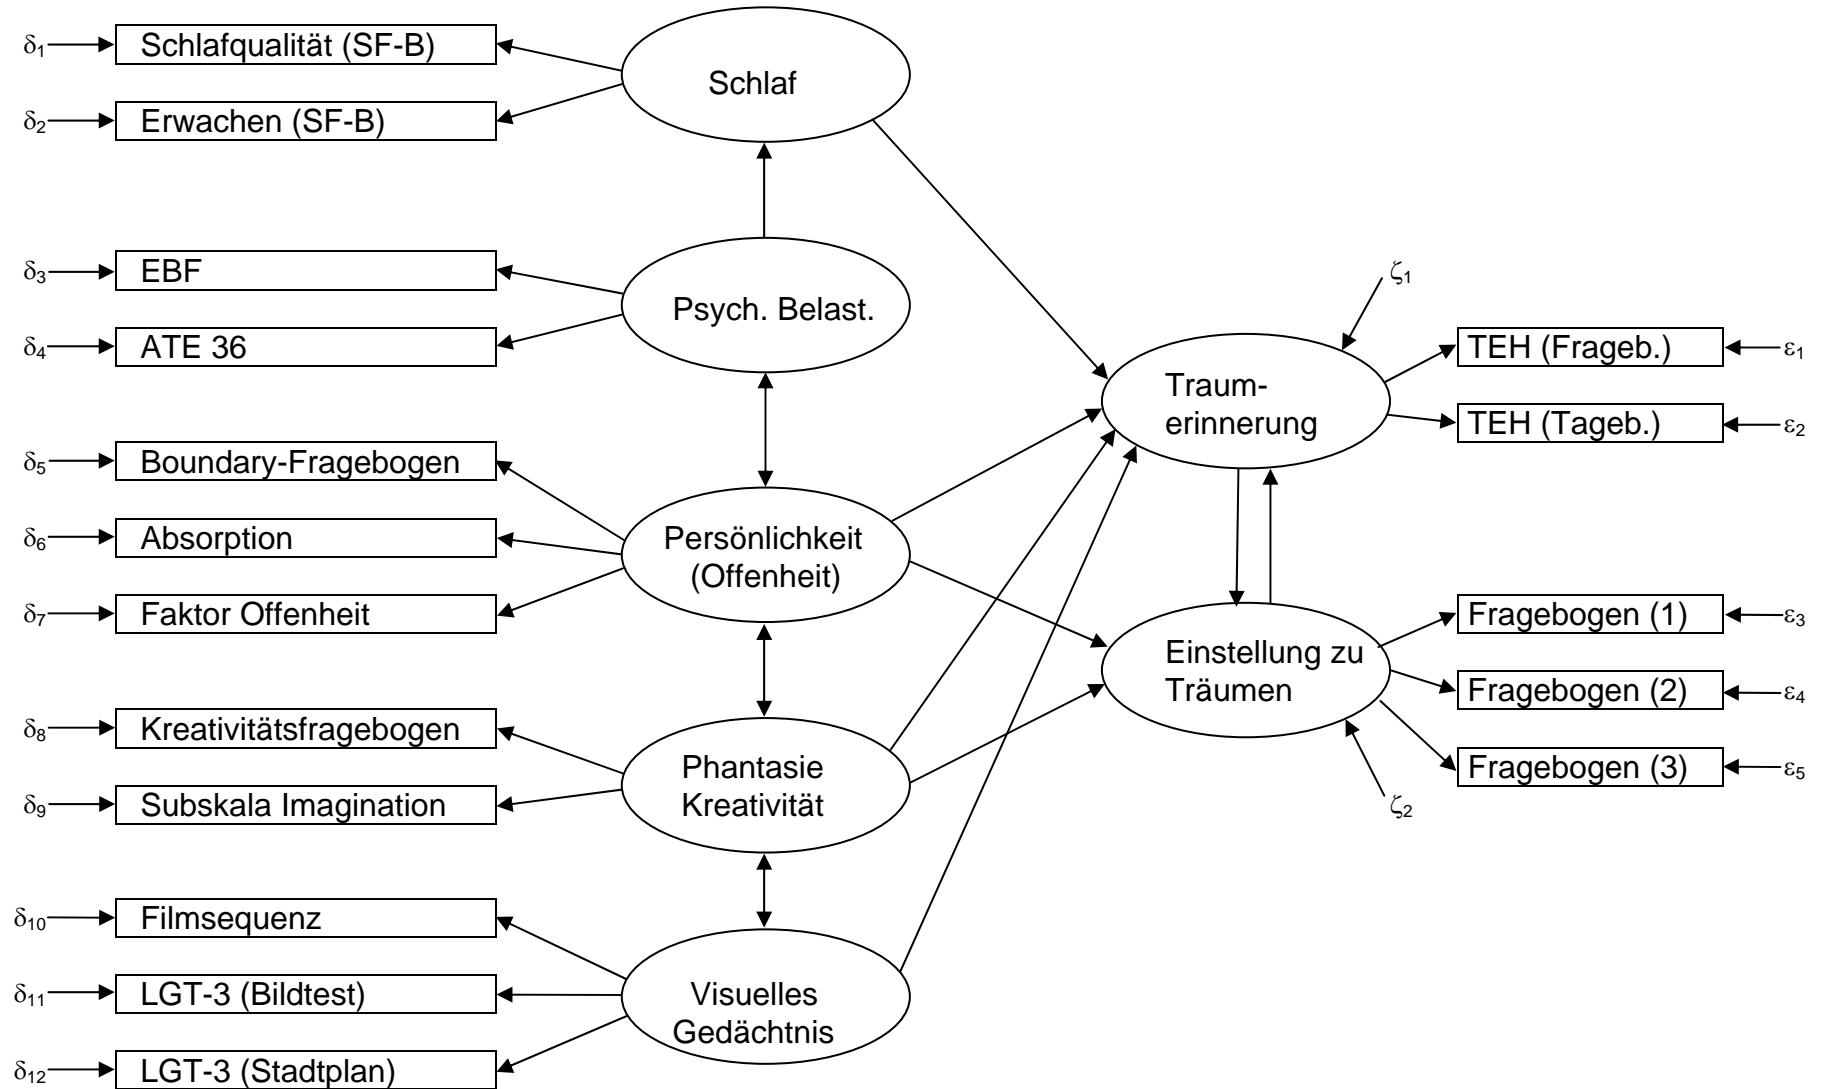 δ1
Schlafqualität (SF-B)
δ2
Erwachen (SF-B)
Schlaf
δ3
EBF
δ4
ATE 36
Psych. Belast.
δ5
Boundary-Fragebogen
δ6
Absorption
δ7
Faktor Offenheit
Persönlichkeit
(Offenheit)
δ8
Kreativitätsfragebogen
δ9
Subskala Imagination
Phantasie
Kreativität
δ10
Filmsequenz
δ11
LGT-3 (Bildtest)
δ12
LGT-3 (Stadtplan)
Visuelles
Gedächtnis
ζ1
Traum-
erinnerung
TEH (Frageb.)
ε1
TEH (Tageb.)
ε2
Einstellung zu
Träumen
Fragebogen (1)
ε3
Fragebogen (2)
ε4
Fragebogen (3)
ε5
ζ2